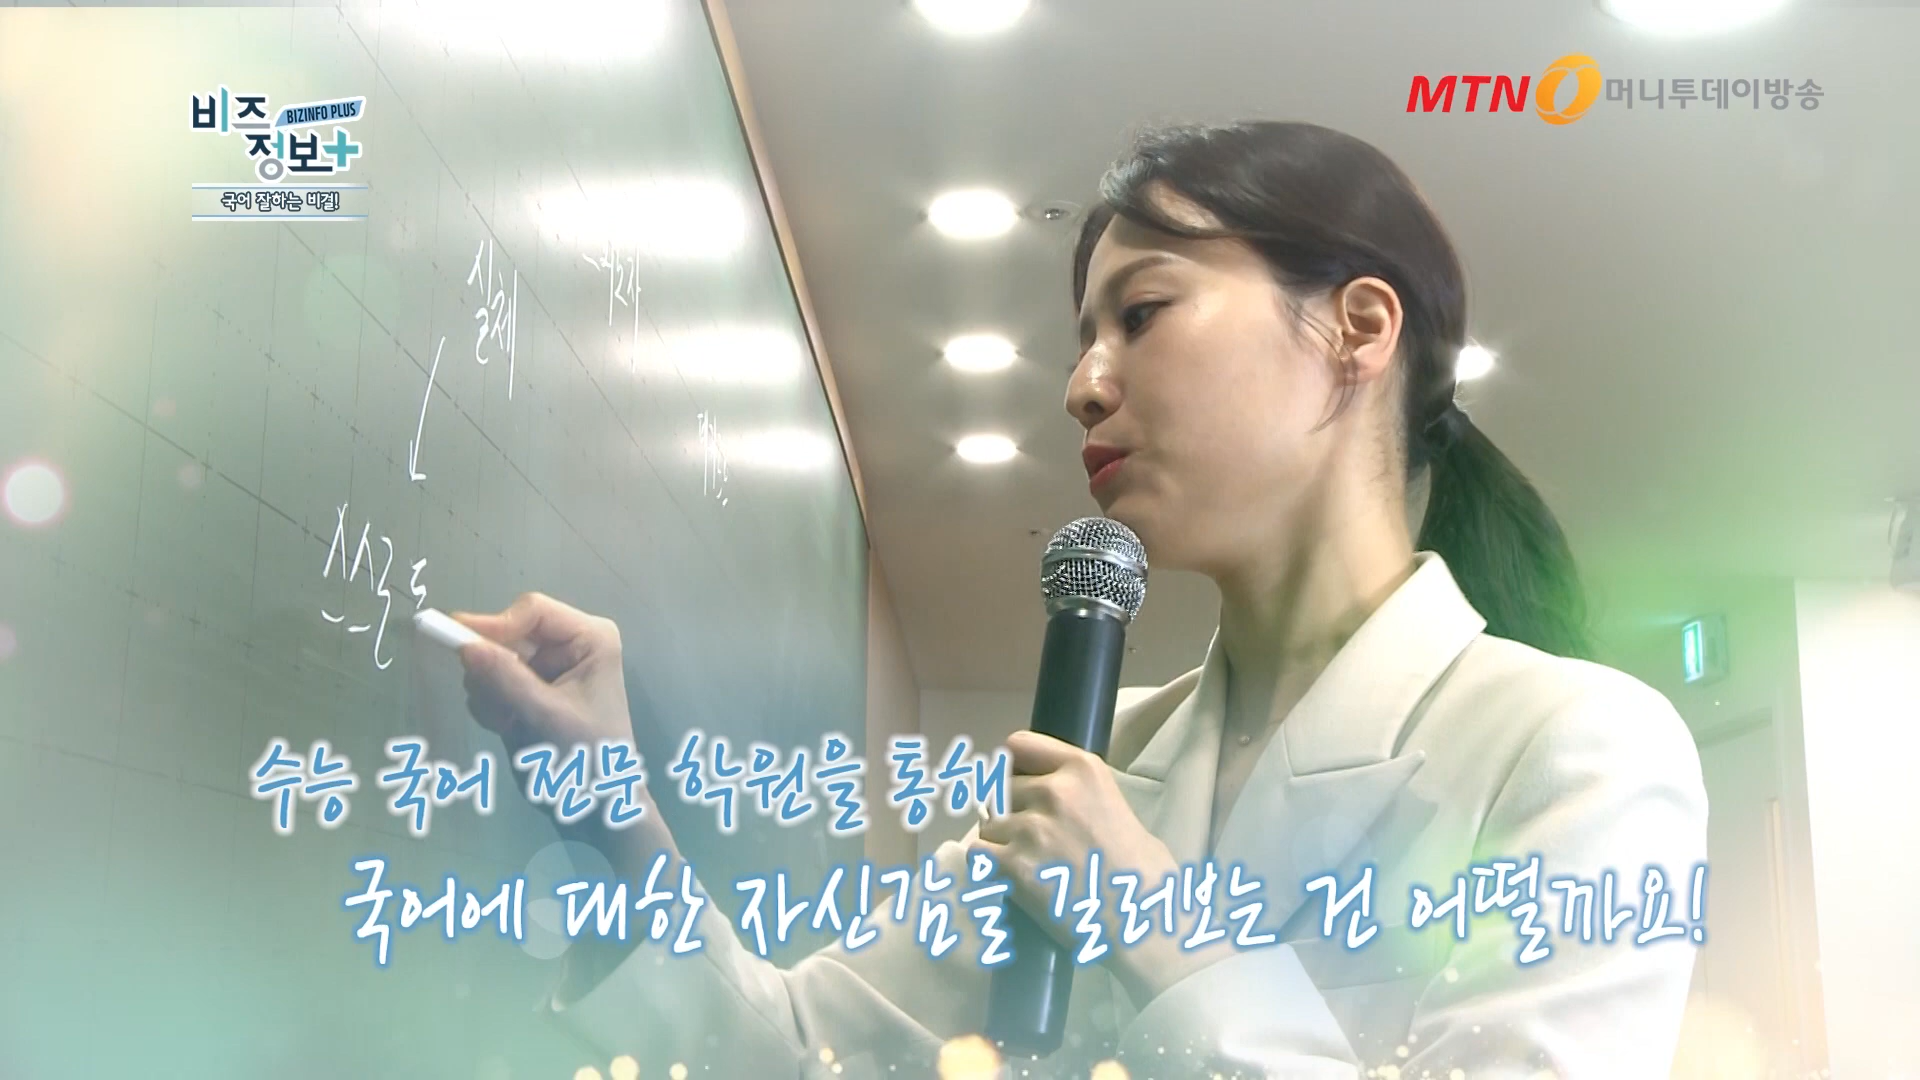 비즈
BIZINFO PLUS
정보+
국어 잘하는 비결!
MTN 머니투데이방송
실체
수능 국어 전문 학원을 통해
국어에 대한 자신감을 길러보는 건 어떨까요!